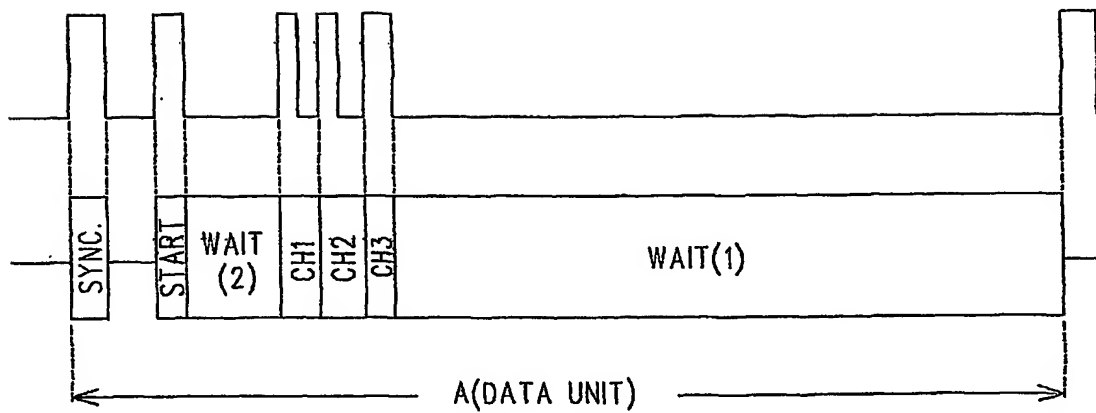 SYNC.
START
WAIT
(2)
CH1
CH2
CH3
WAIT(1)
A(DATA UNIT)